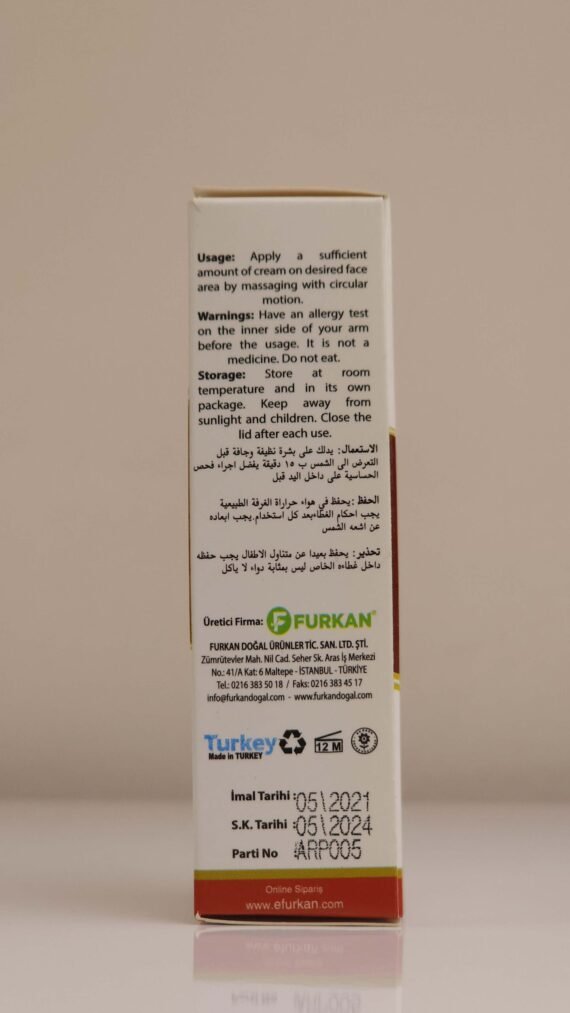 Usage: Apply a sufficient
amount of cream on desired face
area by massaging with circular
motion.
Warnings: Have an allergy test
on the inner side of your arm
before the usage. It is not a
medicine. Do not eat.
Storage: Store at room
temperature and in its own
package. Keep away from
sunlight and children. Close the
lid after each use.
الاستعمال: يدلك على بشرة نظيفة وجافة قبل
التعرض الى الشمس ب ١٥ دقيقة يفضل اجراء فحص
الحساسية على داخل اليد قبل
الحفظ :يحفظ في هواء حراراة الغرفة الطبيعية
يجب احكام الغطاءبعد كل استخدام.يجب ابعاده
عن اشعه الشمس
تحذير: يحفظ بعيدا عن متناول الاطفال يجب حفظه
داخل غطاءه الخاص ليس بمثابة دواء لا ياكل
Üretici Firma: FURKAN®
FURKAN DOĞAL ÜRÜNLER TİC. SAN. LTD. ŞTİ.
Zümrütevler Mah. Nil Cad. Seher Sk. Aras İş Merkezi
No.: 41/A Kat: 6 Maltepe - İSTANBUL - TÜRKİYE
Tel.: 0216 383 50 18 / Faks: 0216 383 45 17
info@furkandogal.com - www.furkandogal.com
Turkey 12 M
Made in TURKEY
İmal Tarihi :05\2021
S.K. Tarihi :05\2024
Parti No :ARP005
Online Sipariş
www.efurkan.com